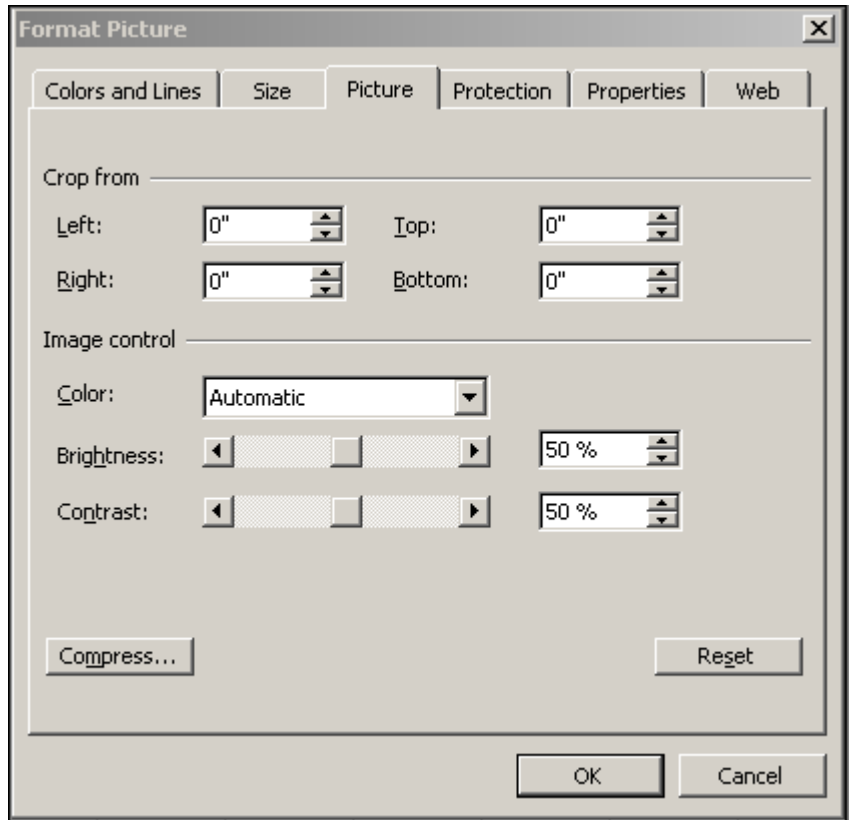 Format Picture
Colors and Lines Size Picture Protection Properties Web
Crop from
Left: 0" Top: 0"
Right: 0" Bottom: 0"
Image control
Color: Automatic
Brightness: 50 %
Contrast: 50 %
Compress... Reset
OK Cancel